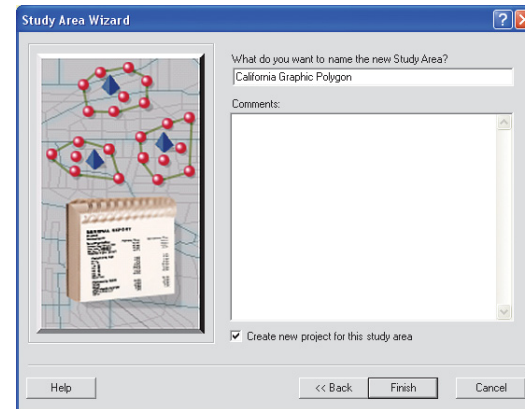 Study Area Wizard
What do you want to name the new Study Area?
California Graphic Polygon
Comments:
Create new project for this study area
Help
<< Back
Finish
Cancel